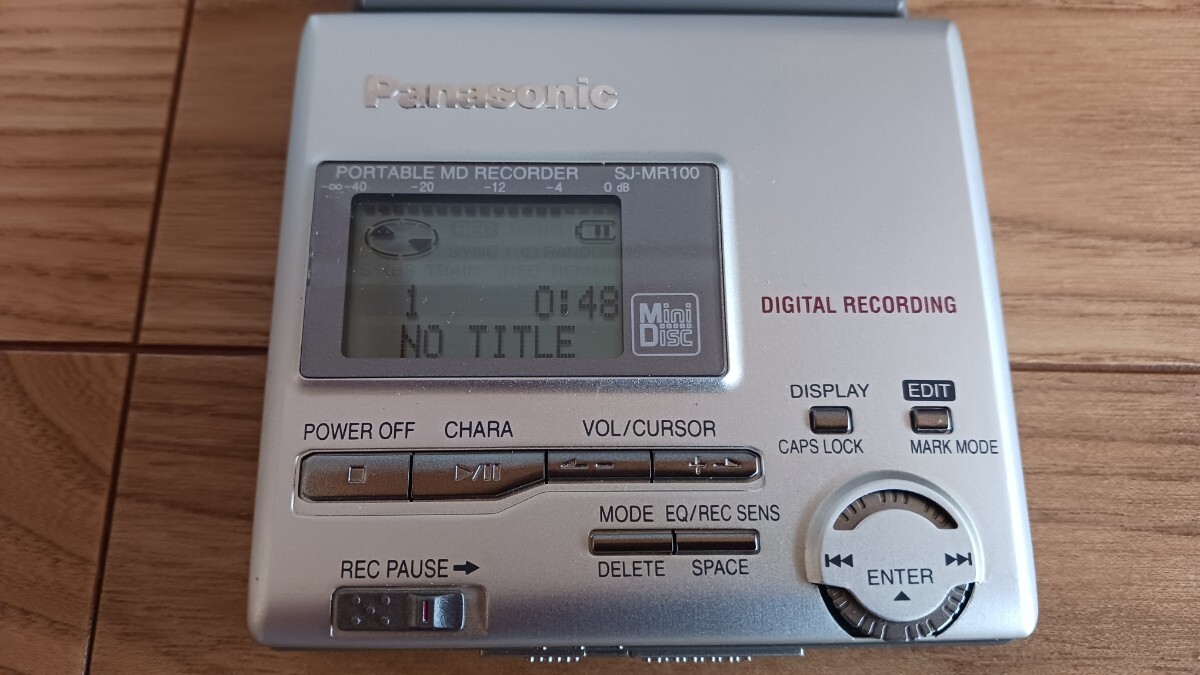 Panasonic
PORTABLE MD RECORDER SJ-MR100
-∞ -40 -20 -12 -4 0 dB
1 0:48
NO TITLE
Mini
Disc
DIGITAL RECORDING
DISPLAY EDIT
CAPS LOCK MARK MODE
POWER OFF CHARA VOL/CURSOR
− +
MODE EQ/REC SENS
DELETE SPACE
ENTER
REC PAUSE